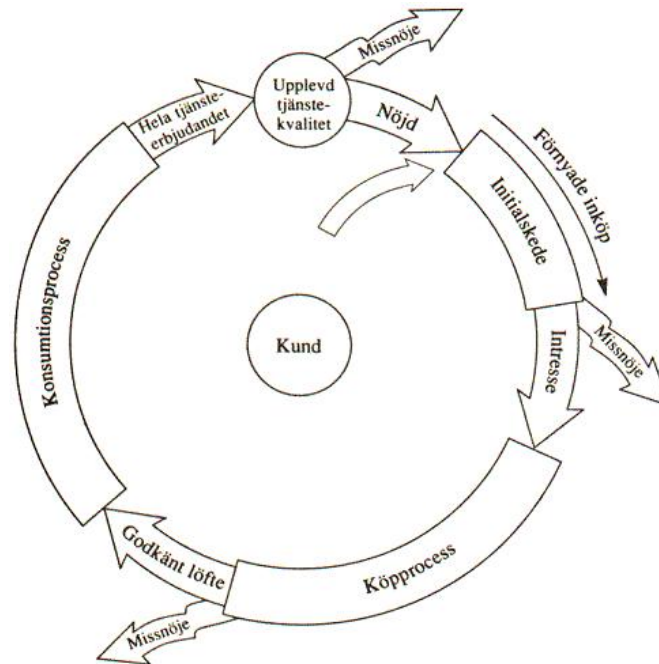 Missnöje
Upplevd
tjänste-
kvalitet
Nöjd
Hela tjänste-
erbjudandet
Förnyade inköp
Initialskede
Konsumtionsprocess
Kund
Intresse
Missnöje
Godkänt löfte
Köpprocess
Missnöje